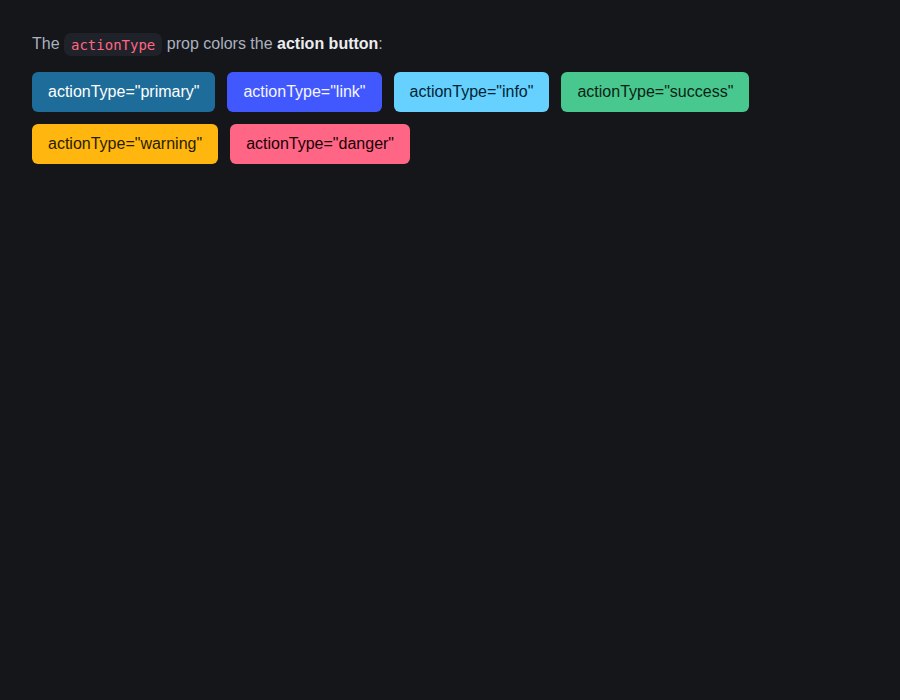 The actionType prop colors the action button:
actionType="primary" actionType="link" actionType="info" actionType="success"
actionType="warning" actionType="danger"